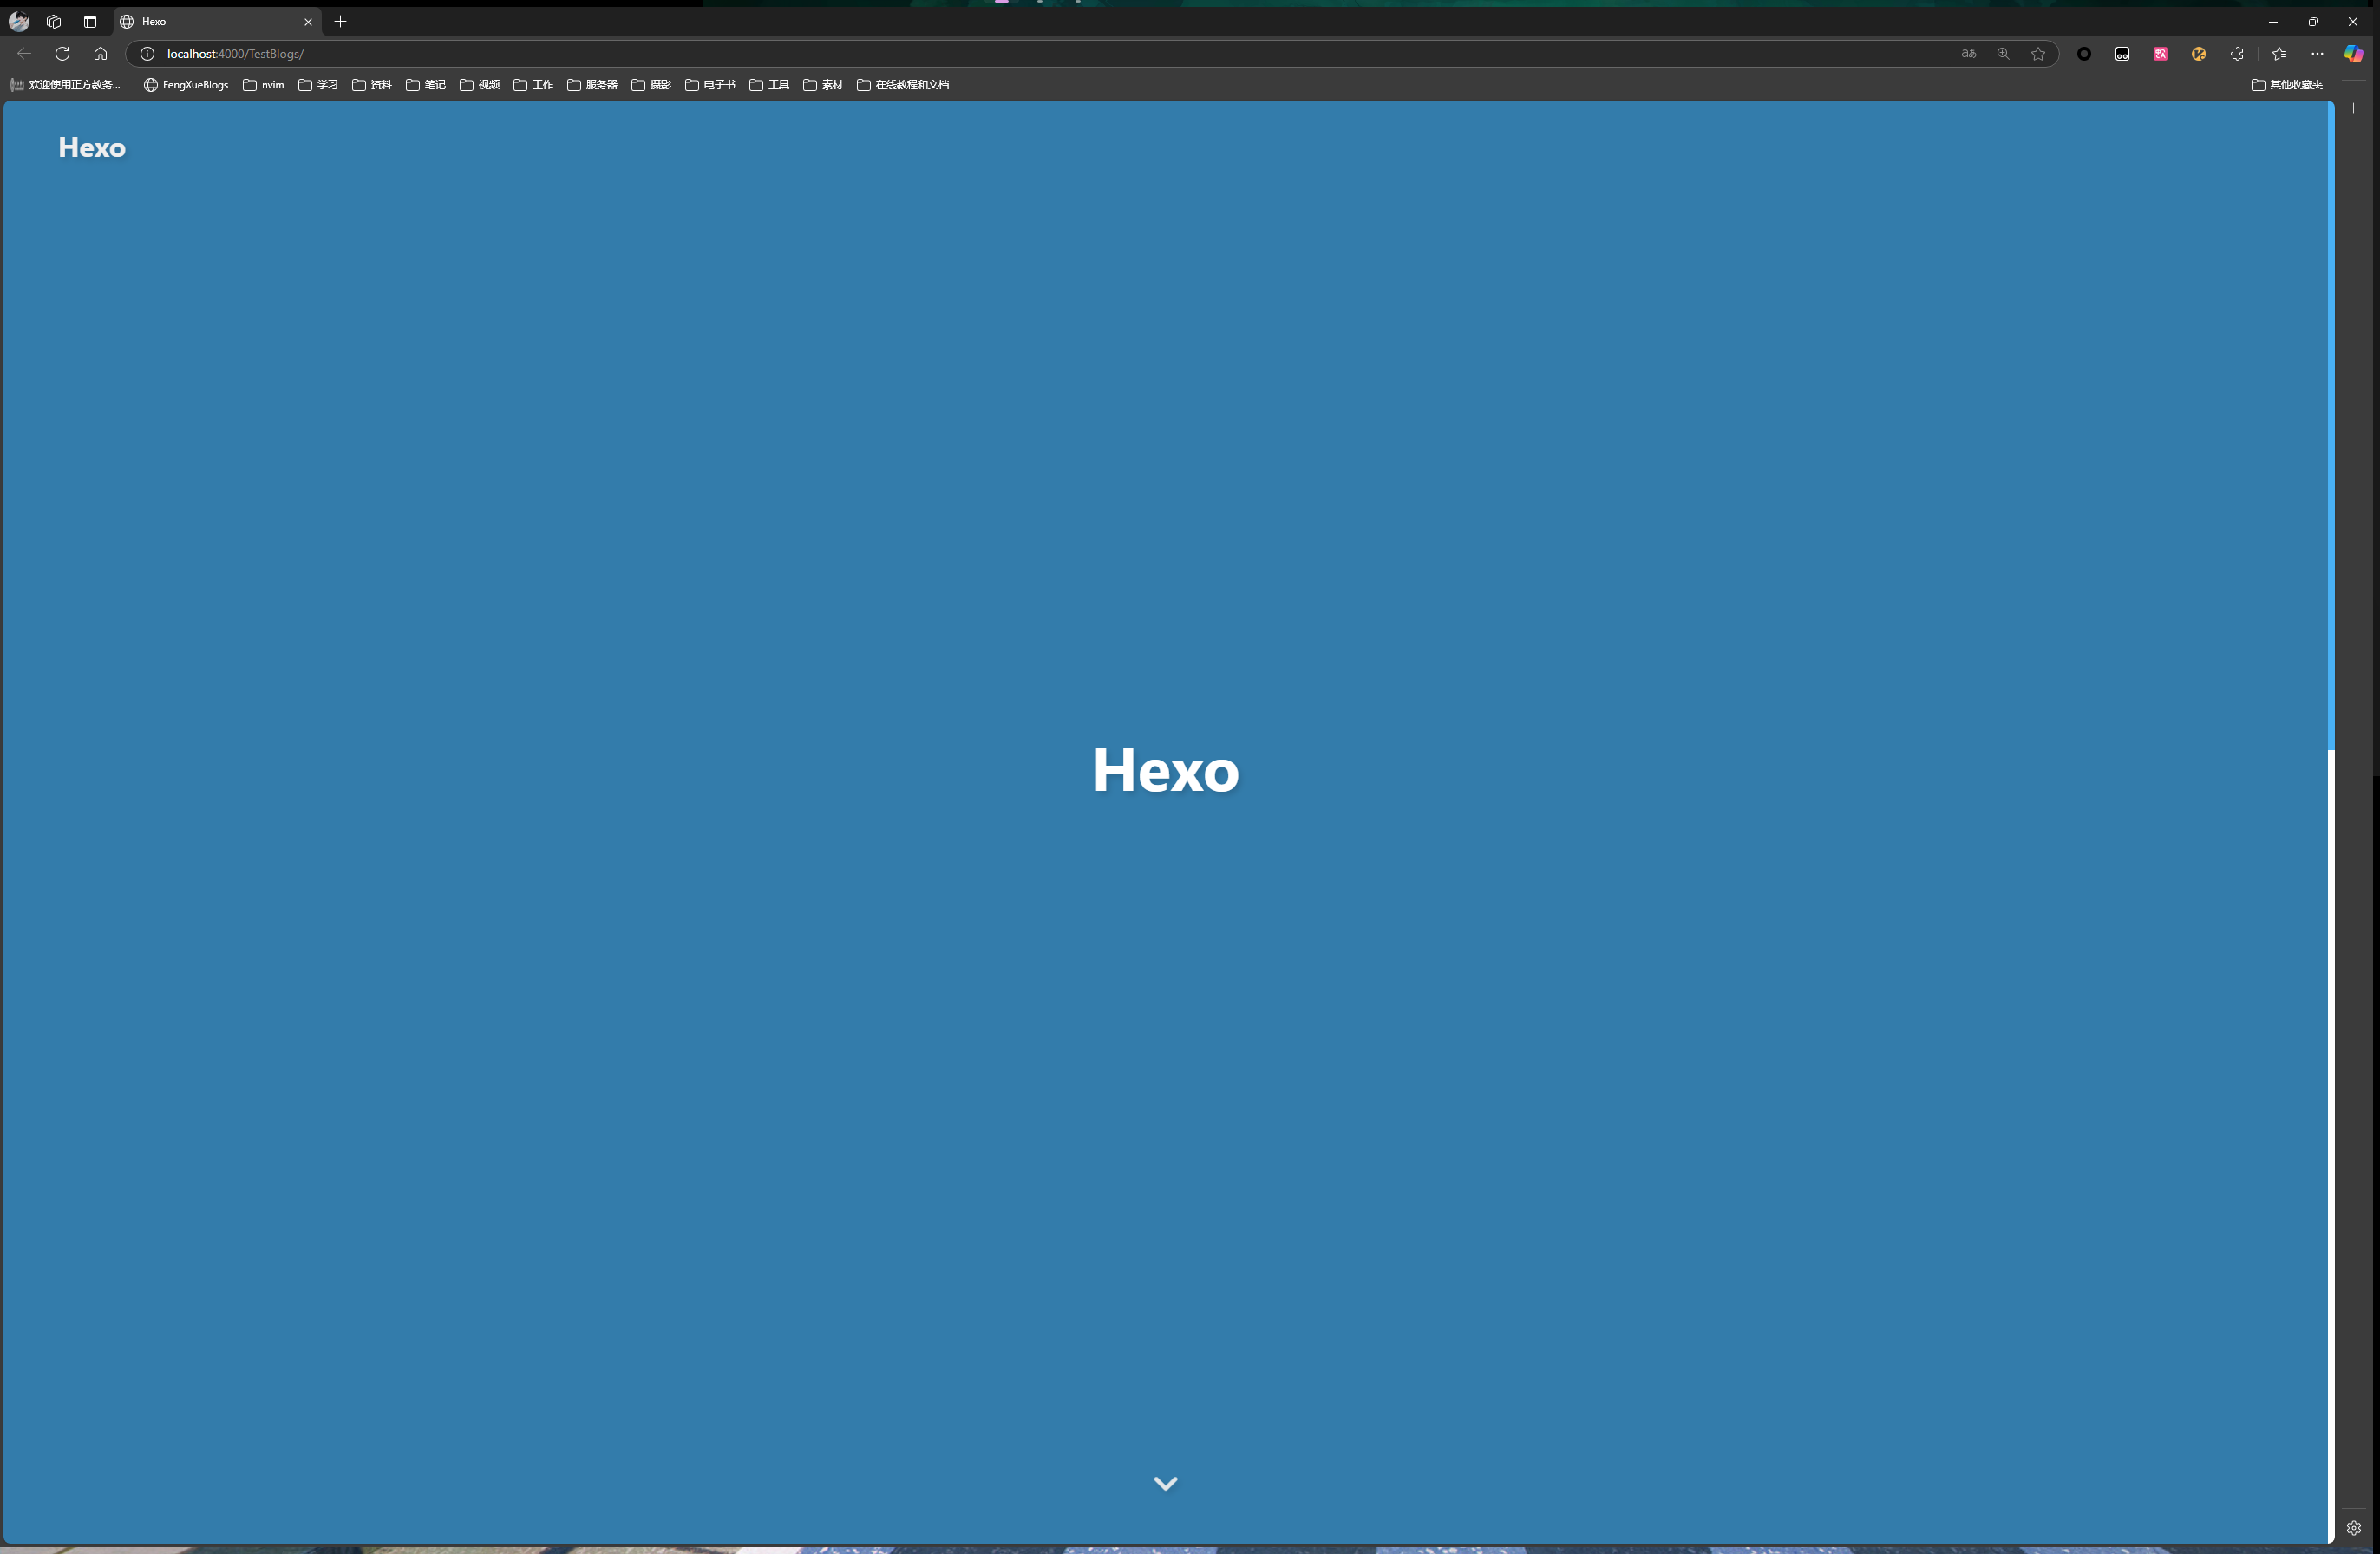 Hexo
localhost:4000/TestBlogs/
欢迎使用正方教务... FengXueBlogs nvim 学习 资料 笔记 视频 工作 服务器 摄影 电子书 工具 素材 在线教程和文档 其他收藏夹
Hexo
Hexo